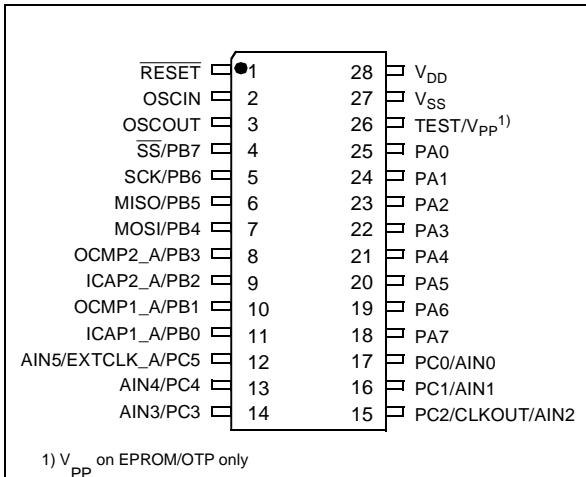 RESET 1 28 VDD
OSCIN 2 27 VSS
OSCOUT 3 26 TEST/VPP1)
SS/PB7 4 25 PA0
SCK/PB6 5 24 PA1
MISO/PB5 6 23 PA2
MOSI/PB4 7 22 PA3
OCMP2_A/PB3 8 21 PA4
ICAP2_A/PB2 9 20 PA5
OCMP1_A/PB1 10 19 PA6
ICAP1_A/PB0 11 18 PA7
AIN5/EXTCLK_A/PC5 12 17 PC0/AIN0
AIN4/PC4 13 16 PC1/AIN1
AIN3/PC3 14 15 PC2/CLKOUT/AIN2
1) VPP on EPROM/OTP only